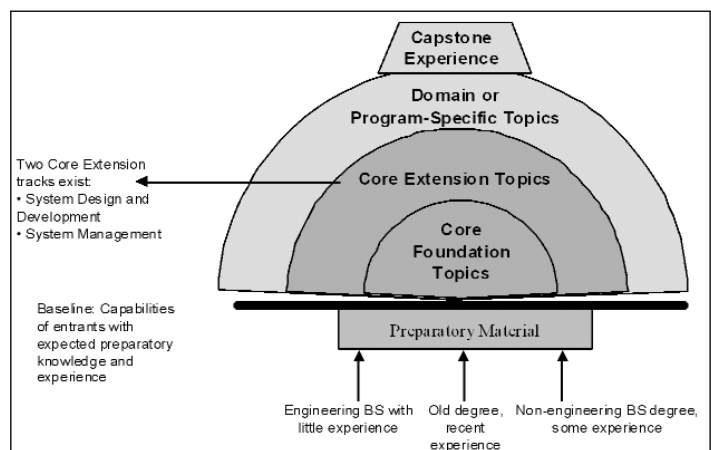 Capstone
Experience
Domain or
Program-Specific Topics
Two Core Extension
tracks exist:
• System Design and
Development
• System Management
Core Extension Topics
Core
Foundation
Topics
Baseline: Capabilities
of entrants with
expected preparatory
knowledge and
experience
Preparatory Material
Engineering BS with
little experience
Old degree,
recent
experience
Non-engineering BS degree,
some experience